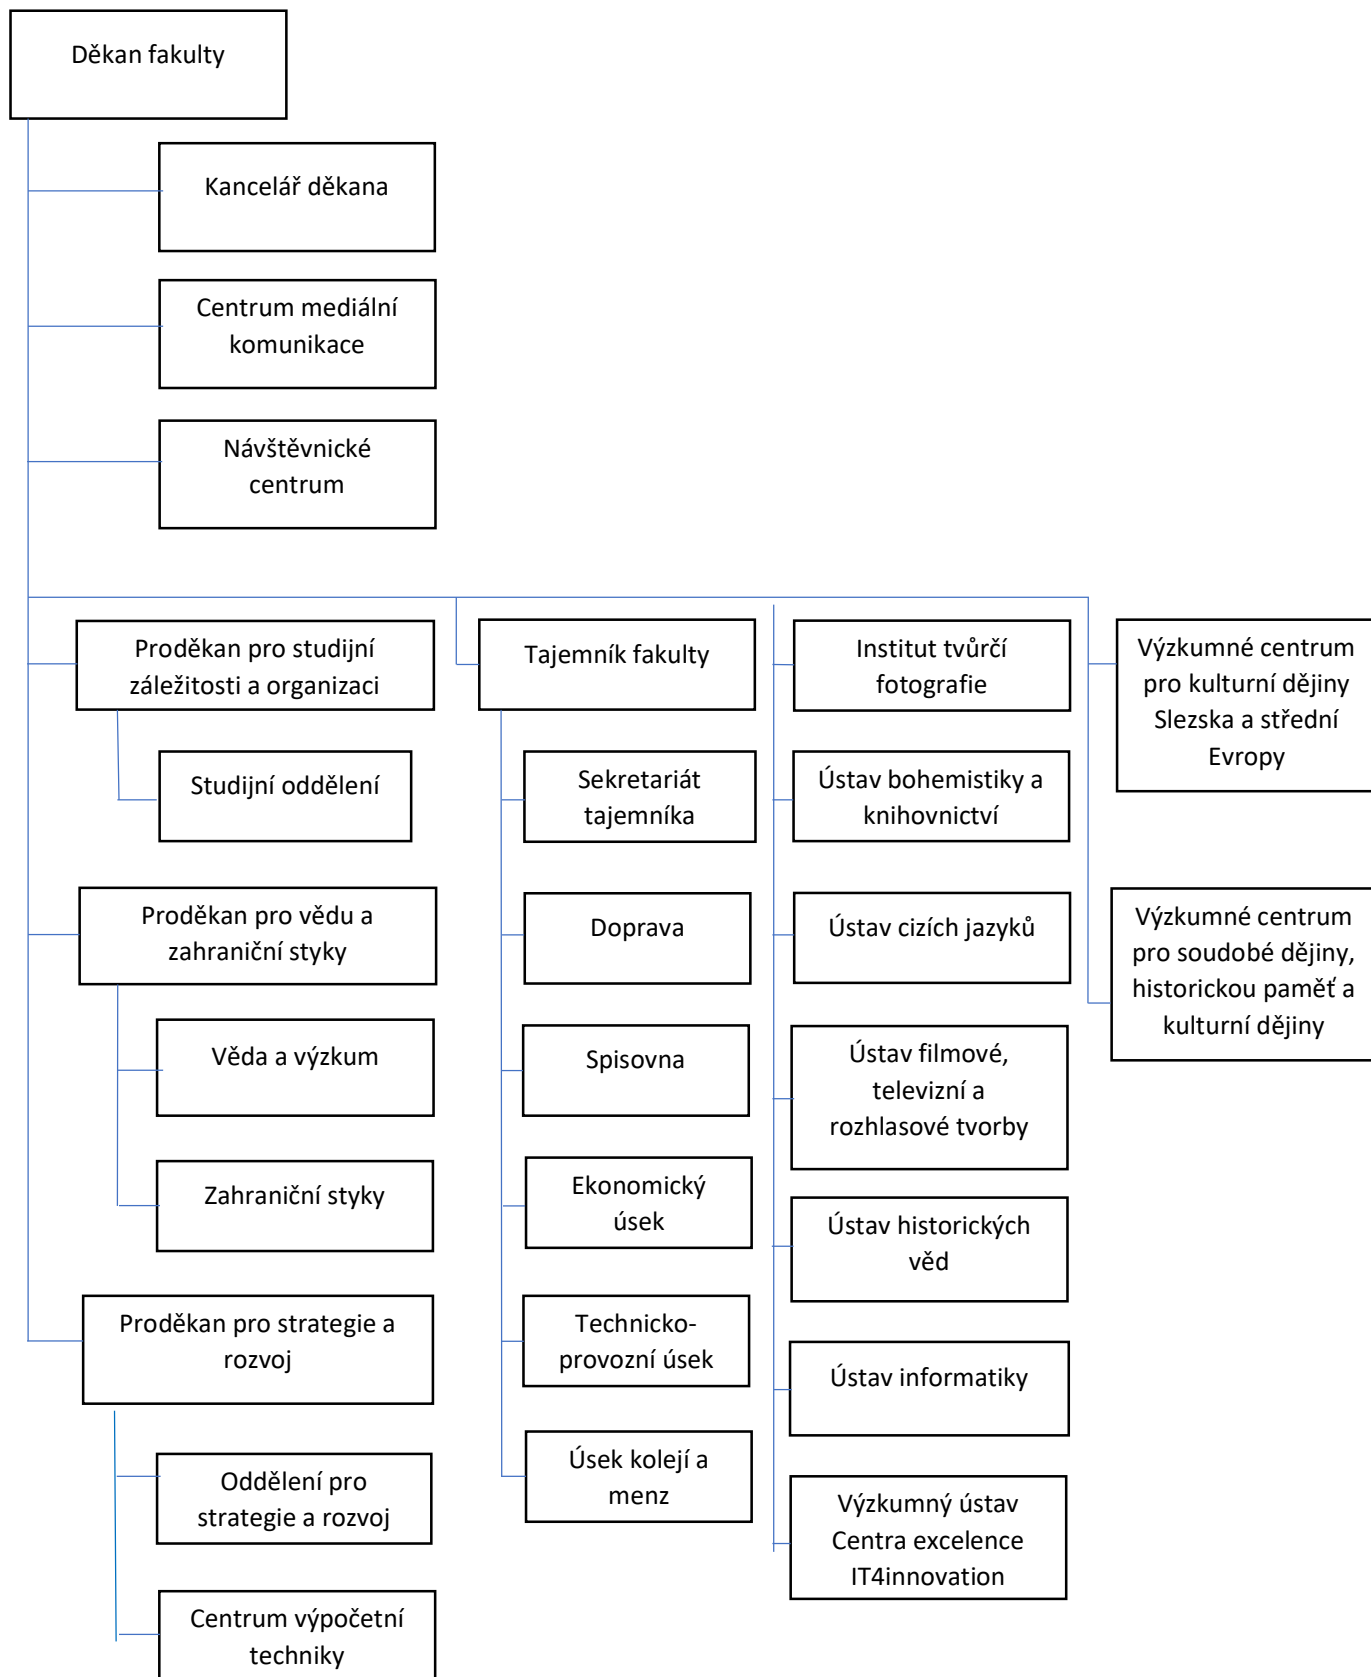 Děkan fakulty
Kancelář děkana
Centrum mediální
komunikace
Návštěvnické
centrum
Proděkan pro studijní
záležitosti a organizaci
Studijní oddělení
Proděkan pro vědu a
zahraniční styky
Věda a výzkum
Zahraniční styky
Proděkan pro strategie a
rozvoj
Oddělení pro
strategie a rozvoj
Centrum výpočetní
techniky
Tajemník fakulty
Sekretariát
tajemníka
Doprava
Spisovna
Ekonomický
úsek
Technicko-
provozní úsek
Úsek kolejí a
menz
Institut tvůrčí
fotografie
Ústav bohemistiky a
knihovnictví
Ústav cizích jazyků
Ústav filmové,
televizní a
rozhlasové tvorby
Ústav historických
věd
Ústav informatiky
Výzkumný ústav
Centra excelence
IT4innovation
Výzkumné centrum
pro kulturní dějiny
Slezska a střední
Evropy
Výzkumné centrum
pro soudobé dějiny,
historickou paměť a
kulturní dějiny